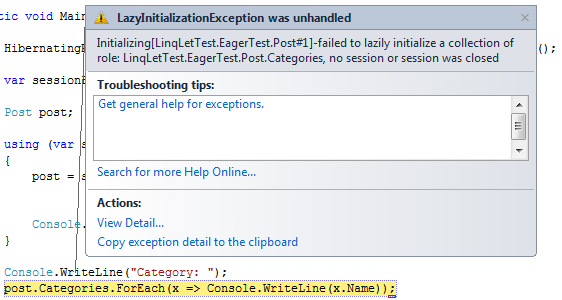 tic void Mai
LazyInitializationException was unhandled
Initializing[LinqLetTest.EagerTest.Post#1]-failed to lazily initialize a collection of
role: LinqLetTest.EagerTest.Post.Categories, no session or session was closed
Hibernating
();
var session
Post post;
using (var s
{
post = s
Console.
}
Troubleshooting tips:
Get general help for exceptions.
Search for more Help Online...
Actions:
View Detail...
Copy exception detail to the clipboard
Console.WriteLine("Category: ");
post.Categories.ForEach(x => Console.WriteLine(x.Name));